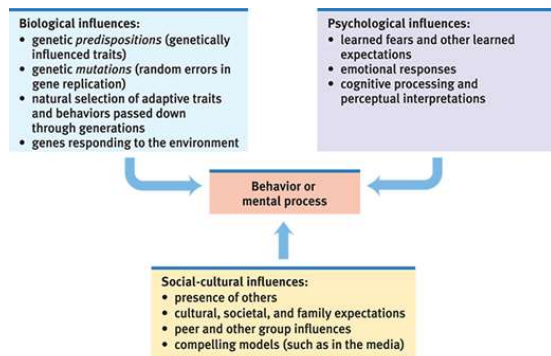 Biological influences:
• genetic predispositions (genetically
influenced traits)
• genetic mutations (random errors in
gene replication)
• natural selection of adaptive traits
and behaviors passed down
through generations
• genes responding to the environment
Psychological influences:
• learned fears and other learned
expectations
• emotional responses
• cognitive processing and
perceptual interpretations
Behavior or
mental process
Social-cultural influences:
• presence of others
• cultural, societal, and family expectations
• peer and other group influences
• compelling models (such as in the media)